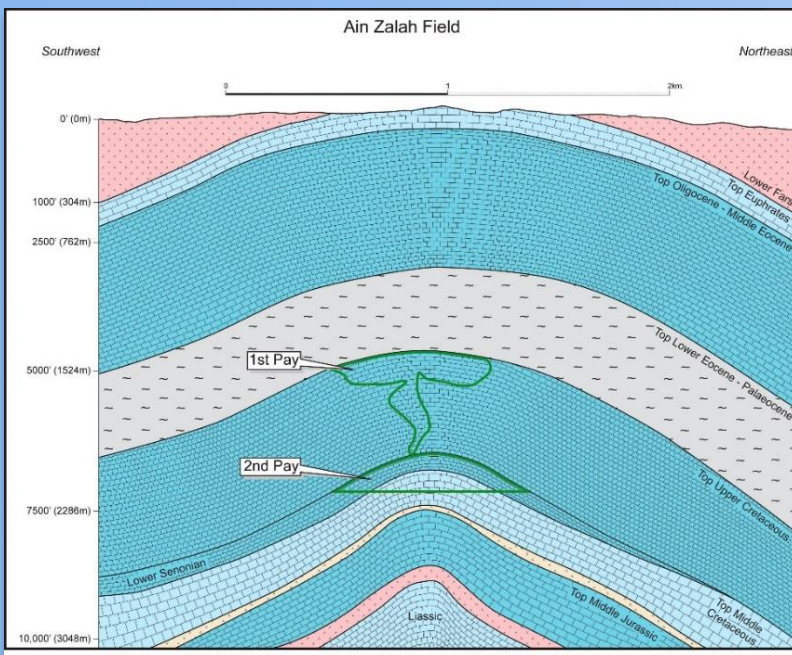 Ain Zalah Field
Southwest
Northeast
0
1
2km.
0' (0m)
1000' (304m)
2500' (762m)
5000' (1524m)
7500' (2286m)
10,000' (3048m)
Lower Fars
Top Euphrates
Top Oligocene - Middle Eocene
Top Lower Eocene - Palaeocene
1st Pay
2nd Pay
Top Upper Cretaceous
Lower Senonian
Top Middle
Cretaceous
Top Middle Jurassic
Liassic